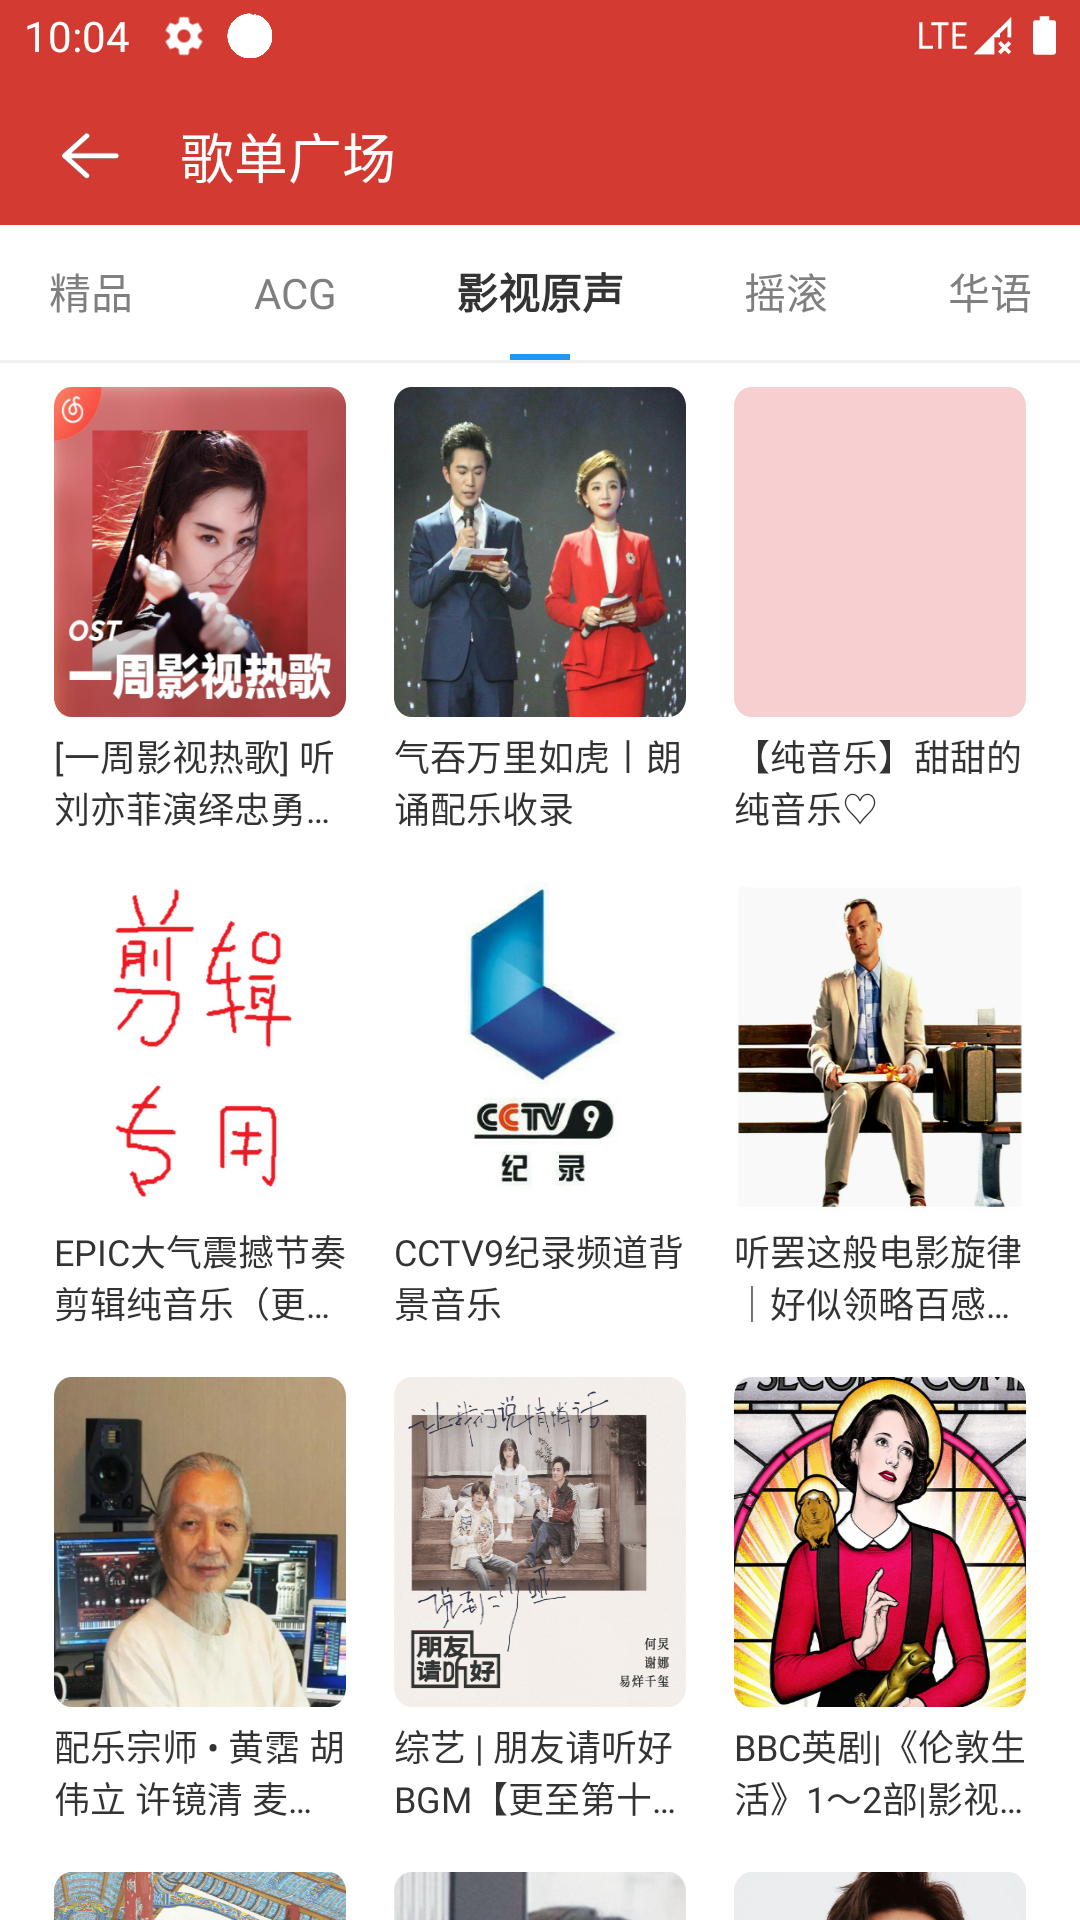 10:04
LTE
歌单广场
精品
ACG
影视原声
摇滚
华语
OST
一周影视热歌
[一周影视热歌] 听
刘亦菲演绎忠勇...
气吞万里如虎丨朗
诵配乐收录
【纯音乐】甜甜的
纯音乐♡
剪辑
专用
CCTV 9
纪 录
EPIC大气震撼节奏
剪辑纯音乐（更...
CCTV9纪录频道背
景音乐
听罢这般电影旋律
｜好似领略百感...
让我们说悄悄话
说到沙哑
朋友
请听好
何炅
谢娜
易烊千玺
SECOND COMI
配乐宗师 • 黄霑 胡
伟立 许镜清 麦...
综艺 | 朋友请听好
BGM【更至第十...
BBC英剧|《伦敦生
活》1～2部|影视...